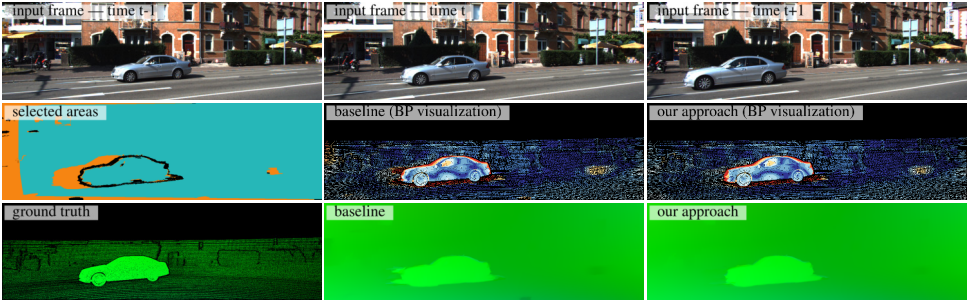 input frame — time t-1
input frame — time t
input frame — time t+1
selected areas
baseline (BP visualization)
our approach (BP visualization)
ground truth
baseline
our approach